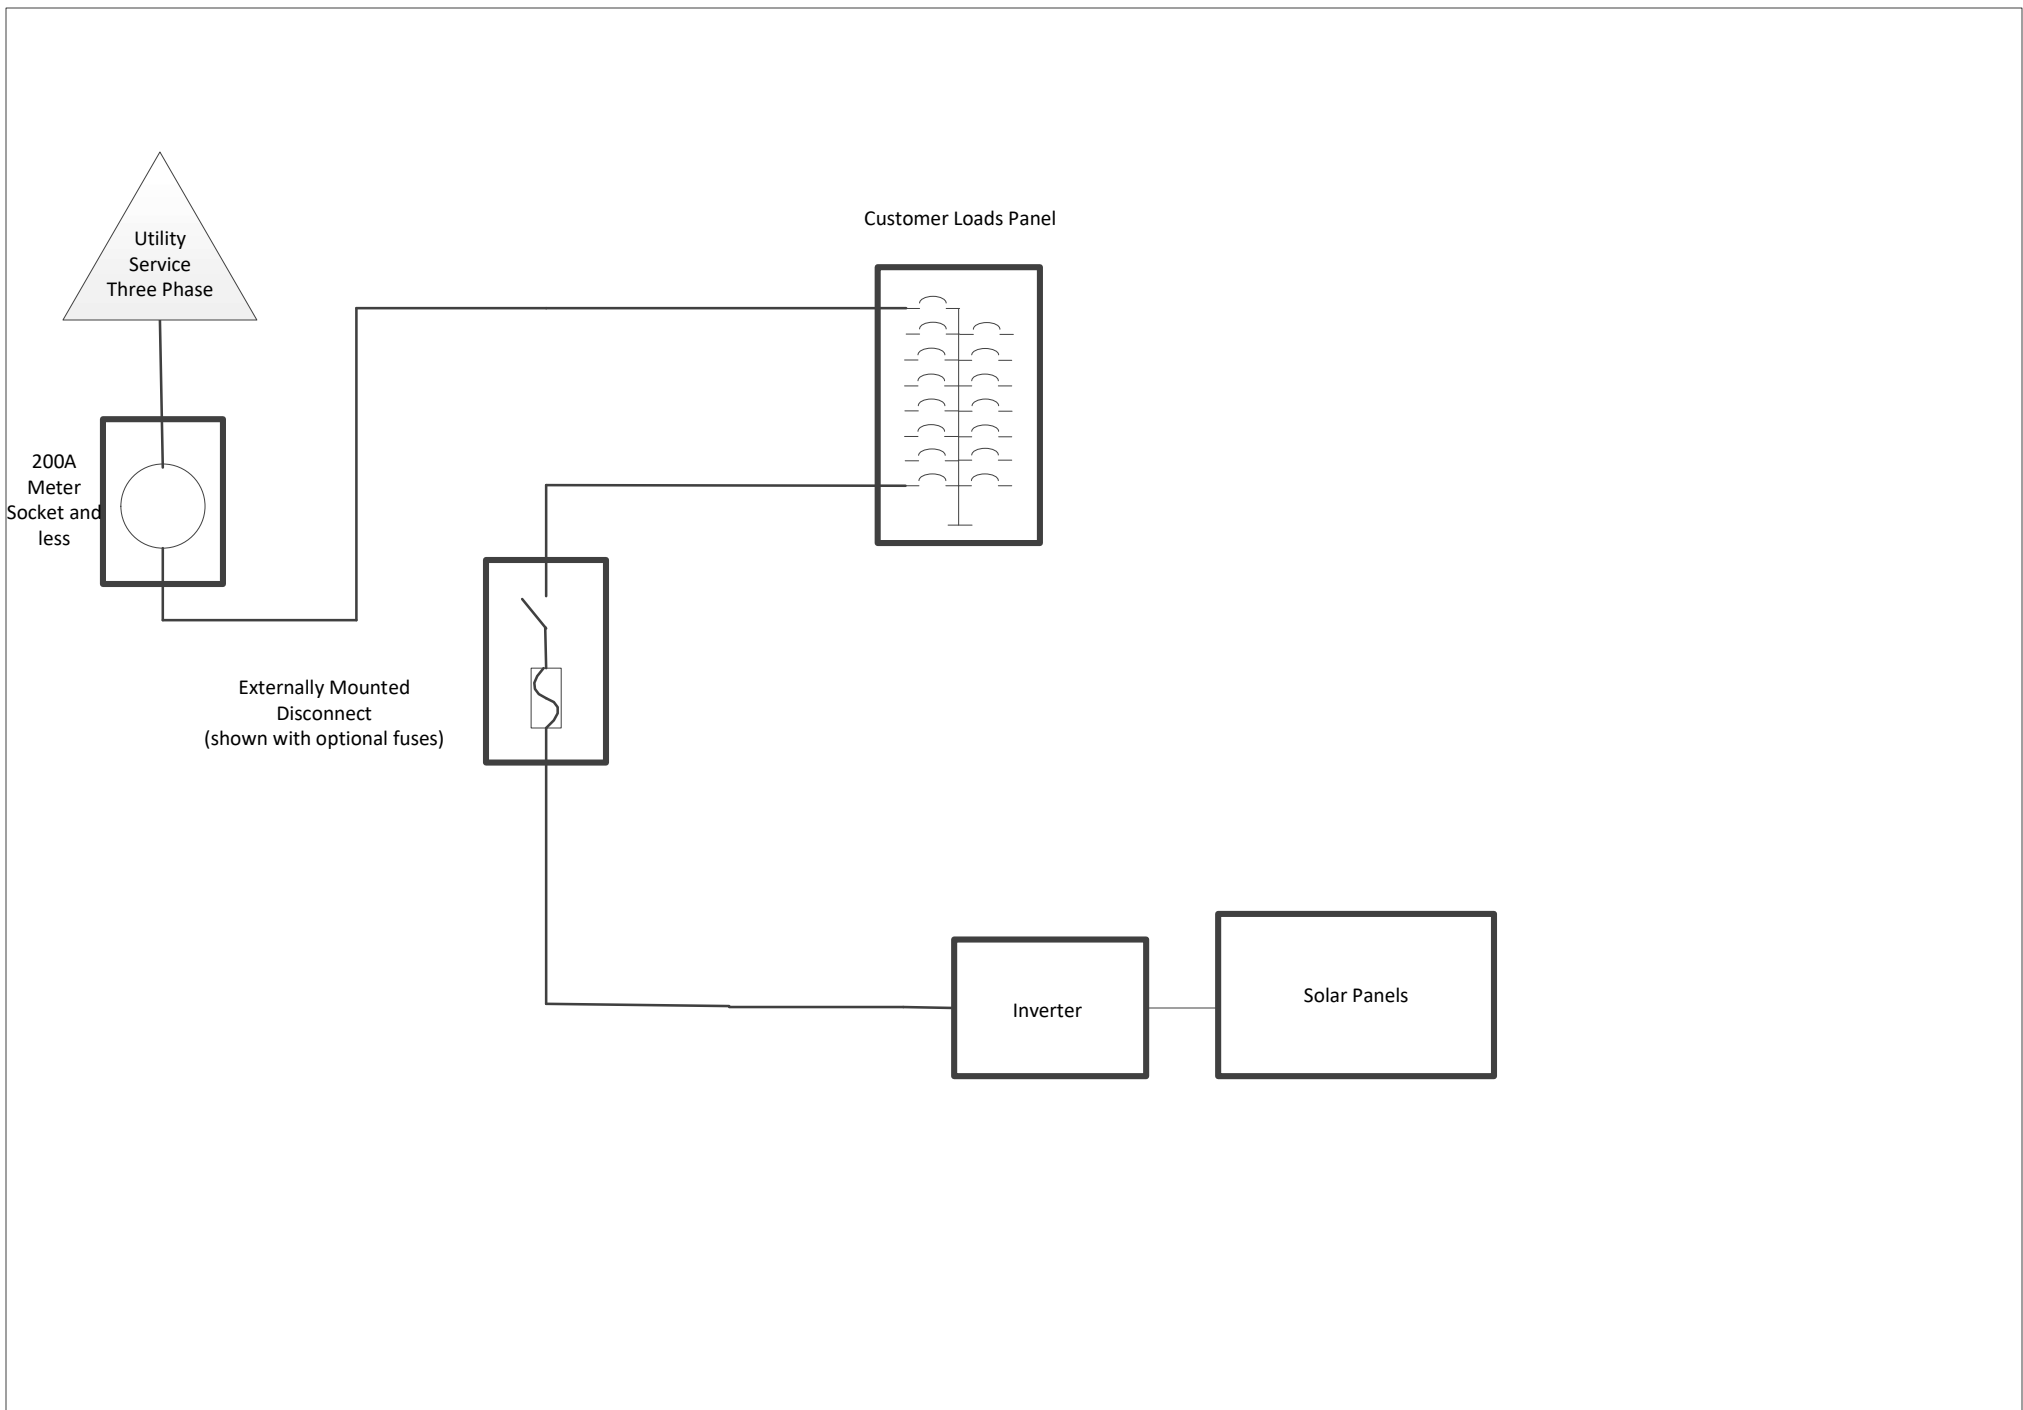 Utility
Service
Three Phase
Customer Loads Panel
200A
Meter
Socket and
less
Externally Mounted
Disconnect
(shown with optional fuses)
Inverter
Solar Panels